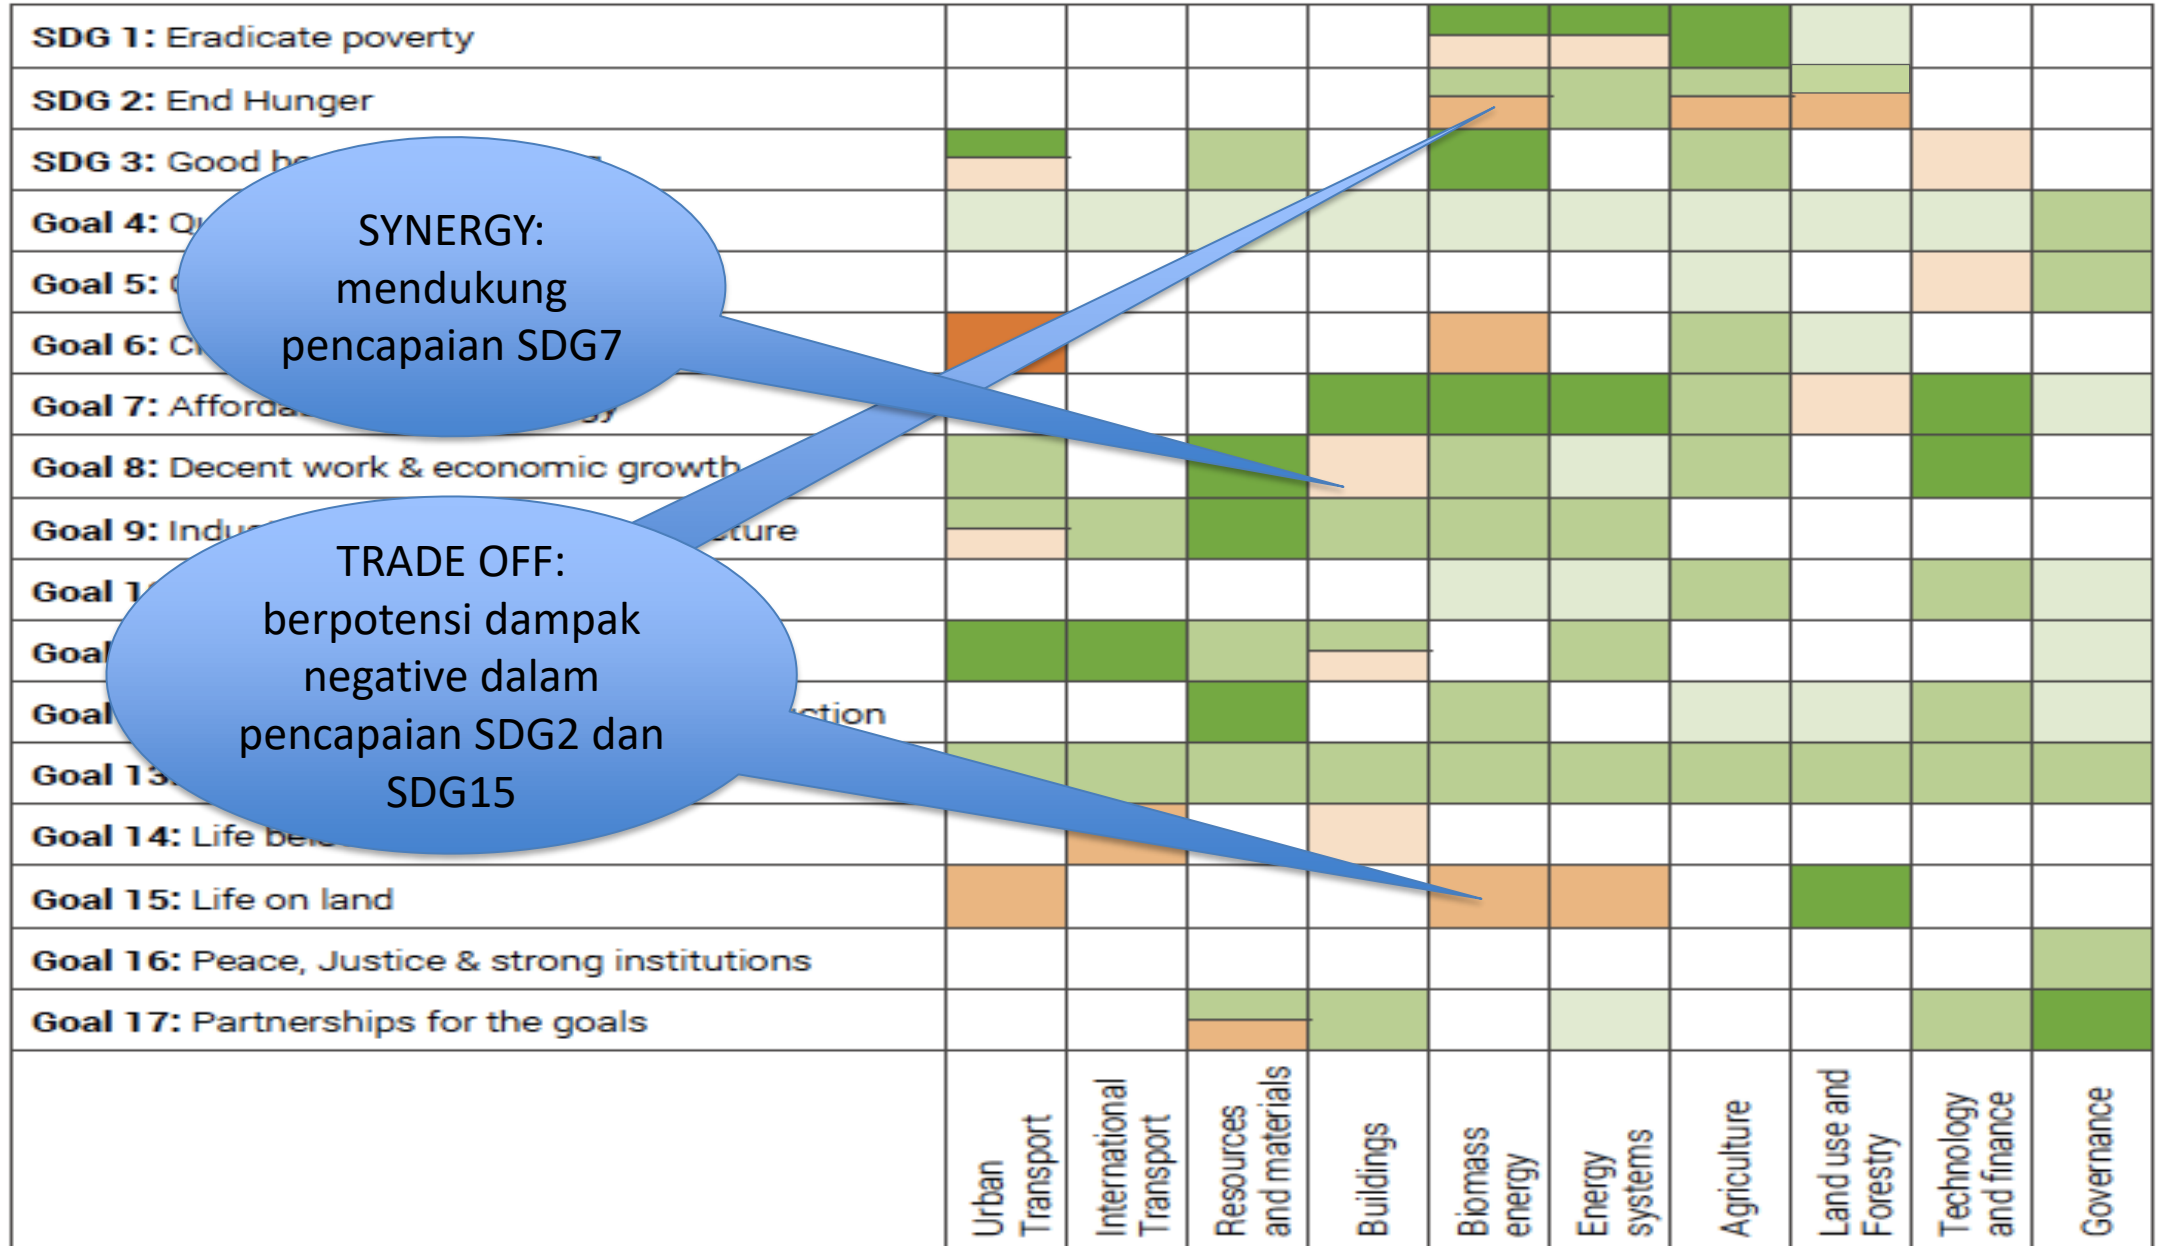 SDG 1: Eradicate poverty
SDG 2: End Hunger
SDG 3: Good
Goal 4:
Goal 5:
Goal 6:
Goal 7:
Goal 8: Decent work & economic growth
Goal 9:
Goal
Goal
Goal
Goal 13
Goal 14: Life
Goal 15: Life on land
Goal 16: Peace, Justice & strong institutions
Goal 17: Partnerships for the goals
SYNERGY:
mendukung
pencapaian SDG7
TRADE OFF:
berpotensi dampak
negative dalam
pencapaian SDG2 dan
SDG15
Urban
Transport
International
Transport
Resources
and materials
Buildings
Biomass
energy
Energy
systems
Agriculture
Land use and
Forestry
Technology
and finance
Governance